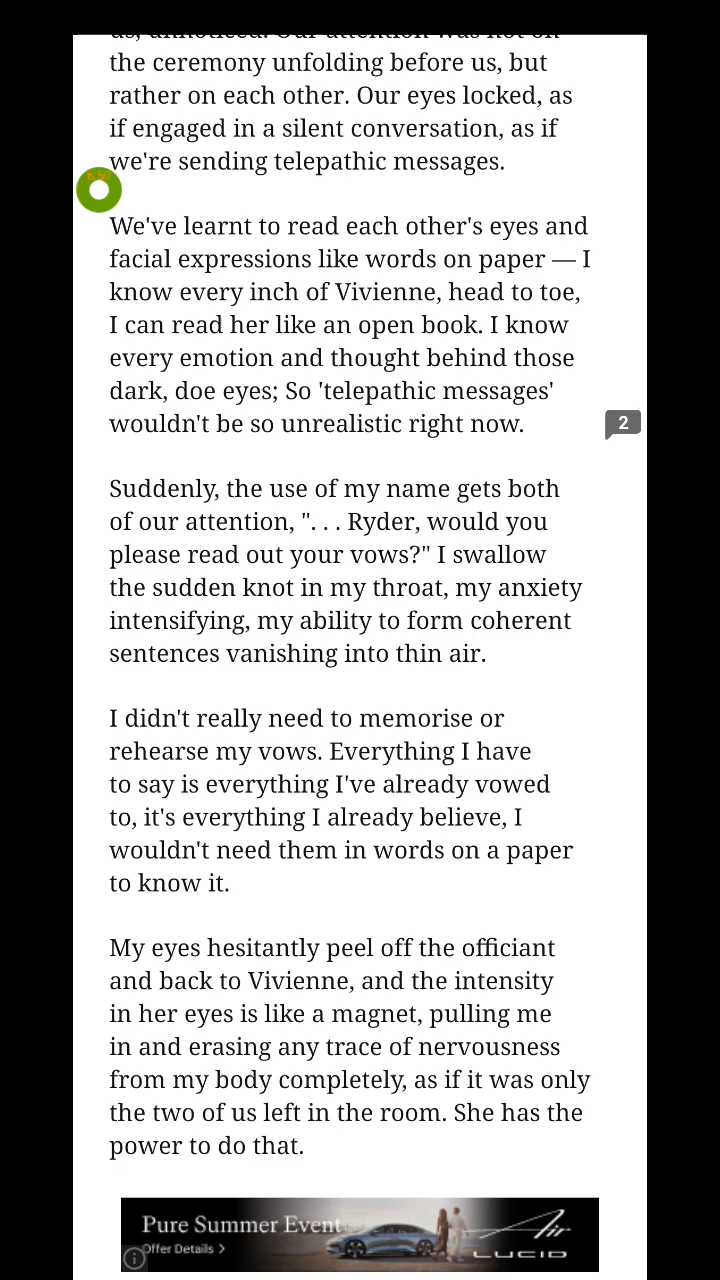 the ceremony unfolding before us, but
rather on each other. Our eyes locked, as
if engaged in a silent conversation, as if
we're sending telepathic messages.
We've learnt to read each other's eyes and
facial expressions like words on paper — I
know every inch of Vivienne, head to toe,
I can read her like an open book. I know
every emotion and thought behind those
dark, doe eyes; So 'telepathic messages'
wouldn't be so unrealistic right now.
2
Suddenly, the use of my name gets both
of our attention, ". . . Ryder, would you
please read out your vows?" I swallow
the sudden knot in my throat, my anxiety
intensifying, my ability to form coherent
sentences vanishing into thin air.
I didn't really need to memorise or
rehearse my vows. Everything I have
to say is everything I've already vowed
to, it's everything I already believe, I
wouldn't need them in words on a paper
to know it.
My eyes hesitantly peel off the officiant
and back to Vivienne, and the intensity
in her eyes is like a magnet, pulling me
in and erasing any trace of nervousness
from my body completely, as if it was only
the two of us left in the room. She has the
power to do that.
Pure Summer Event
Offer Details >
Air
LUCID